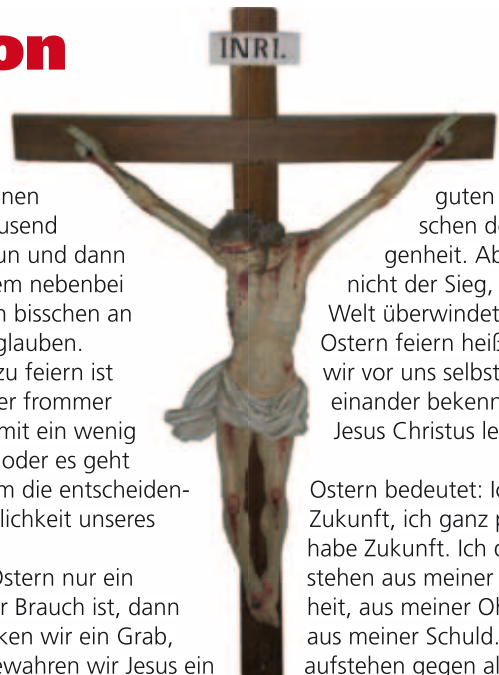 on
INRI.
nen
usend
un und dann
em nebenbei
n bisschen an
glauben.
zu feiern ist
er frommer
mit ein wenig
oder es geht
m die entscheiden-
lichkeit unseres
Ostern nur ein
r Brauch ist, dann
ken wir ein Grab,
ewahren wir Jesus ein
guten
schen de
genheit. Ab
nicht der Sieg,
Welt überwindet
Ostern feiern heiß
wir vor uns selbst
einander bekenn
Jesus Christus le
Ostern bedeutet: Ic
Zukunft, ich ganz p
habe Zukunft. Ich d
stehen aus meiner
heit, aus meiner Oh
aus meiner Schuld.
aufstehen gegen al